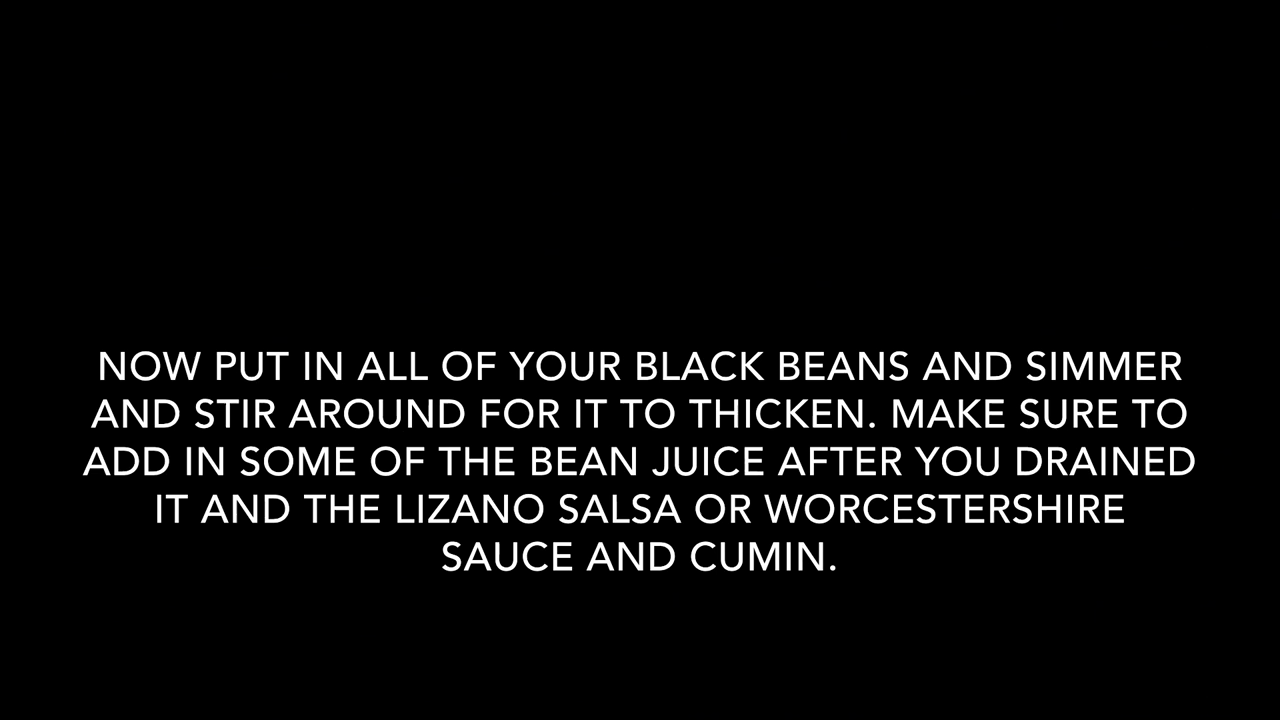 NOW PUT IN ALL OF YOUR BLACK BEANS AND SIMMER
AND STIR AROUND FOR IT TO THICKEN. MAKE SURE TO
ADD IN SOME OF THE BEAN JUICE AFTER YOU DRAINED
IT AND THE LIZANO SALSA OR WORCESTERSHIRE
SAUCE AND CUMIN.